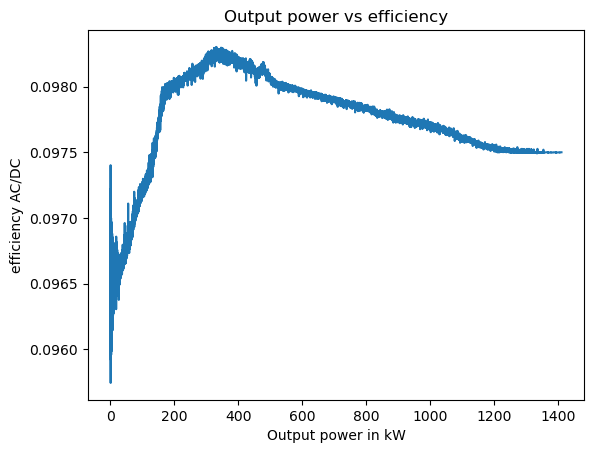 Output power vs efficiency
efficiency AC/DC
0.0980
0.0975
0.0970
0.0965
0.0960
0 200 400 600 800 1000 1200 1400
Output power in kW